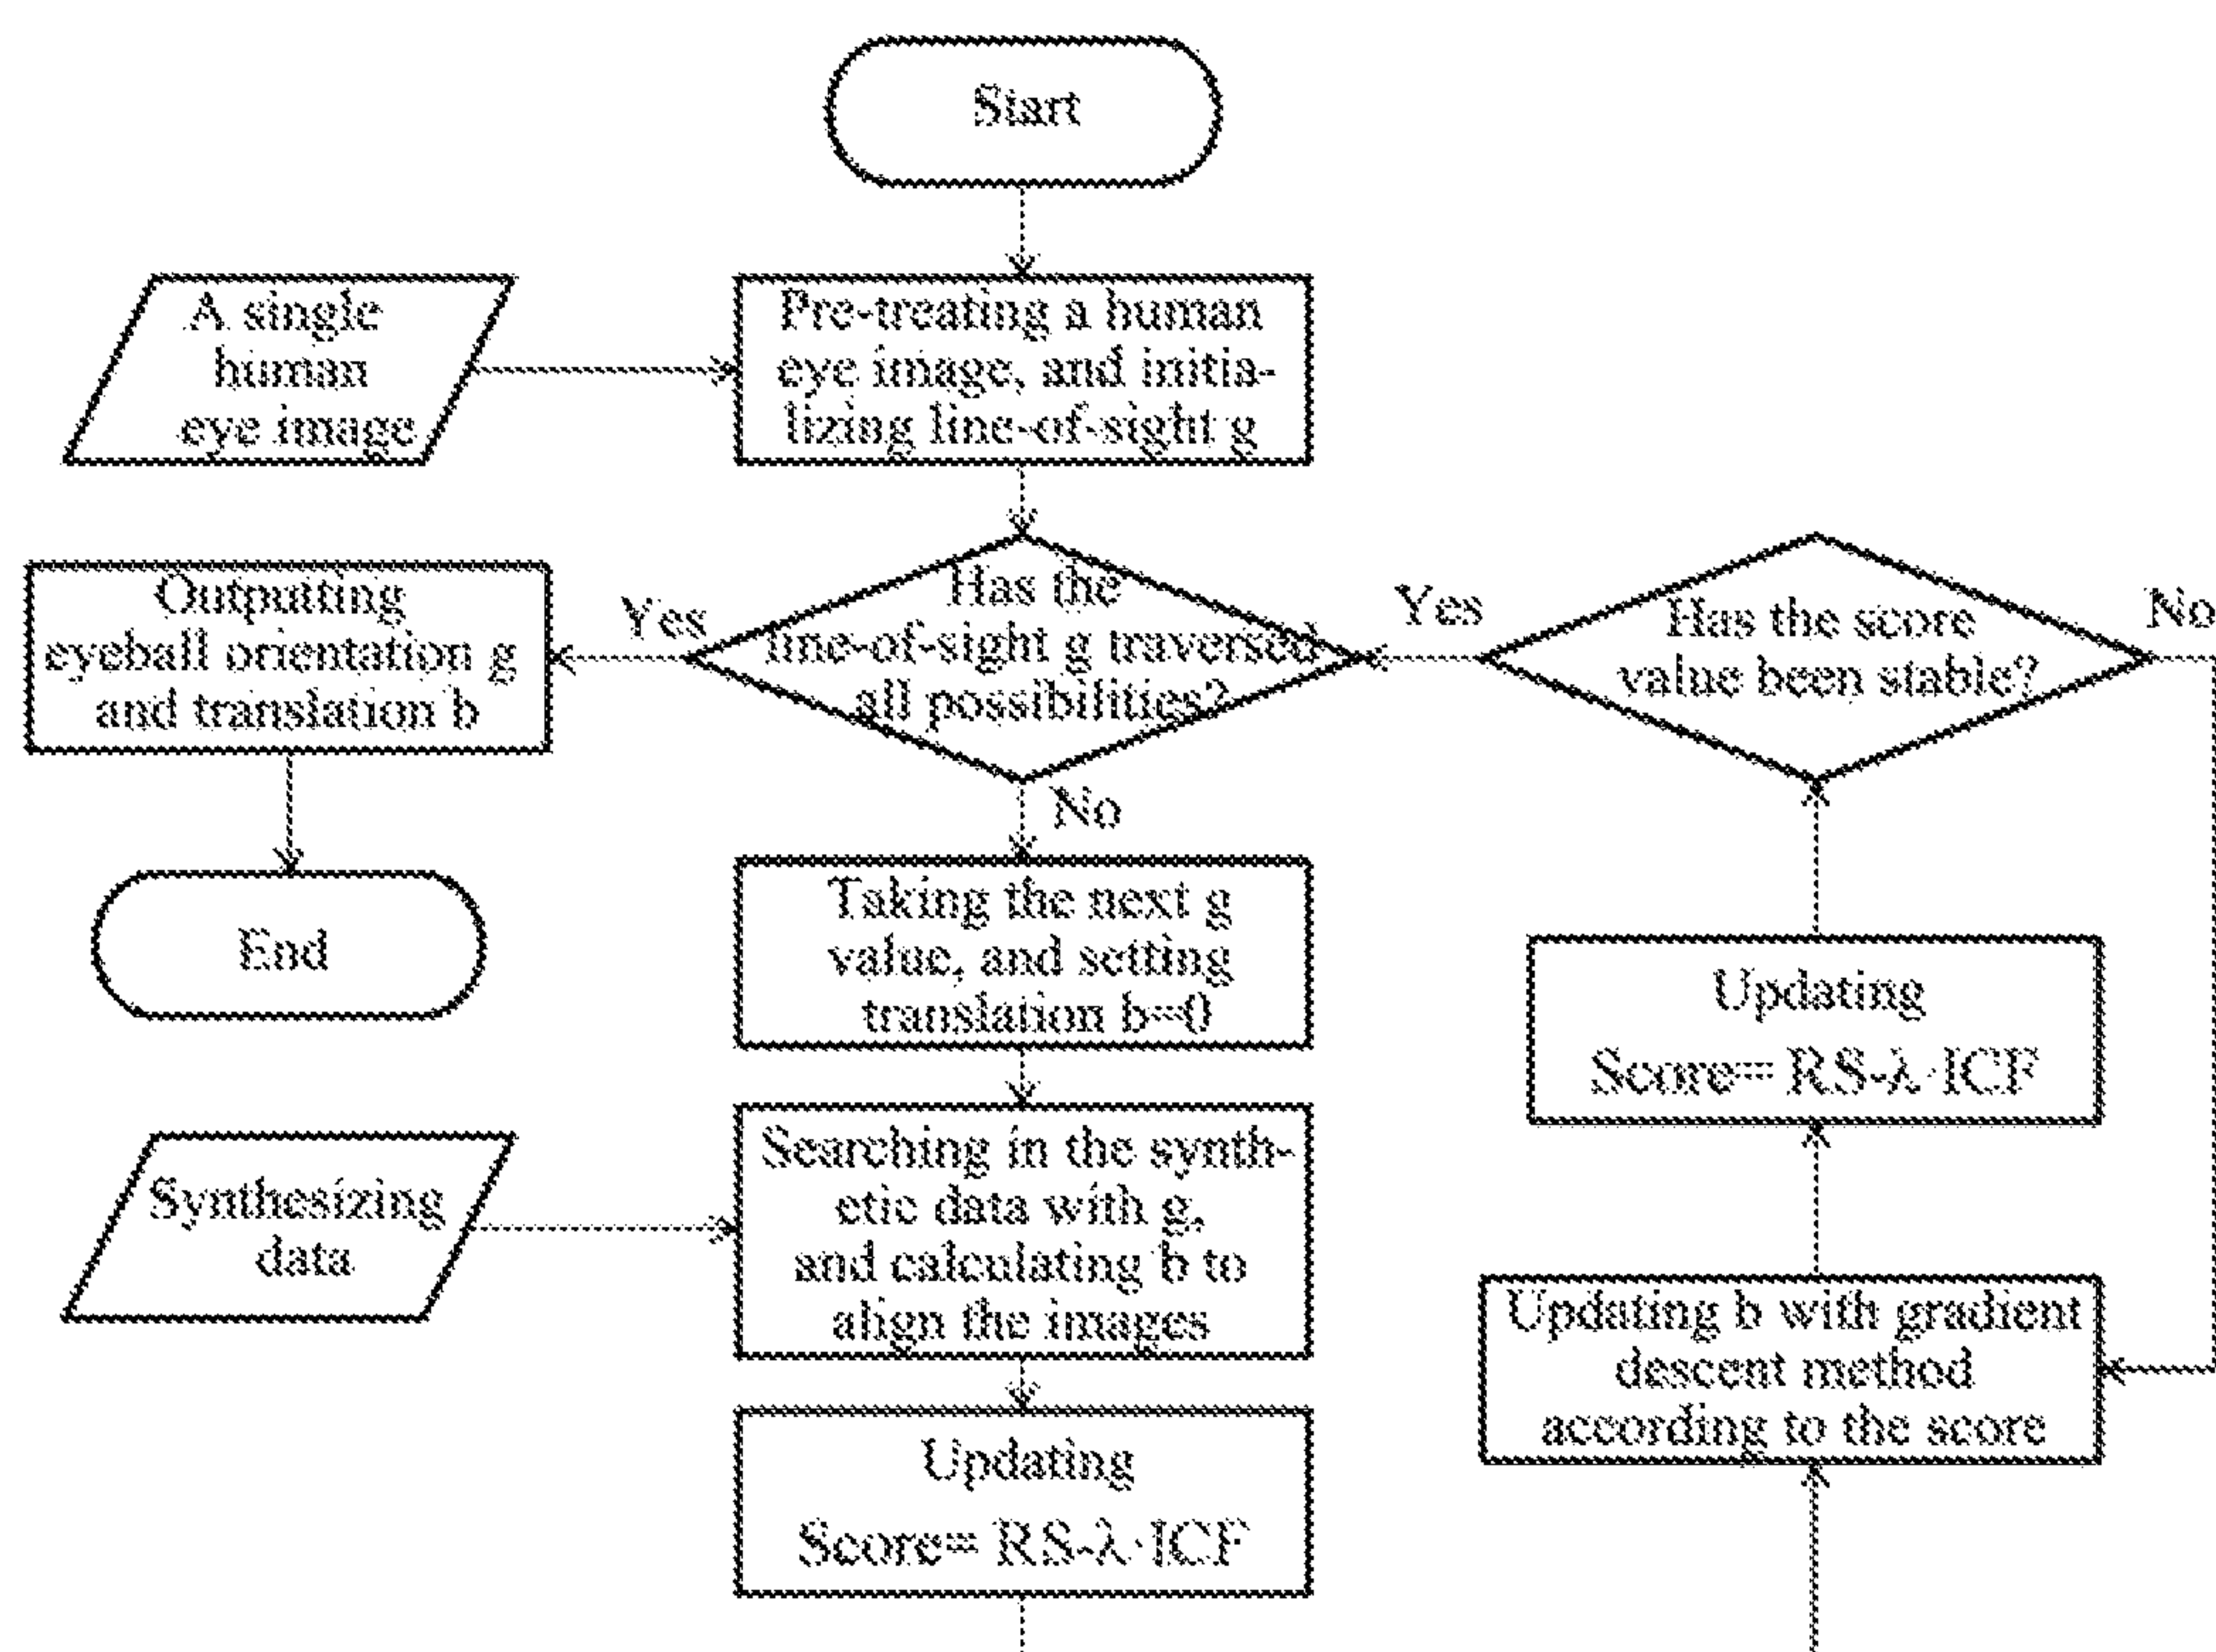 Start
A single
human
eye image
Pre-treating a human
eye image, and initia-
lizing line-of-sight g
Outputting
eyeball orientation g
and translation b
Yes
Has the
line-of-sight g traversed
all possibilities?
Yes
Has the score
value been stable?
No
No
End
Taking the next g
value, and setting
translation b=0
Updating
Score= RS-λ·ICF
Synthesizing
data
Searching in the synth-
etic data with g,
and calculating b to
align the images
Updating b with gradient
descent method
according to the score
Updating
Score= RS-λ·ICF